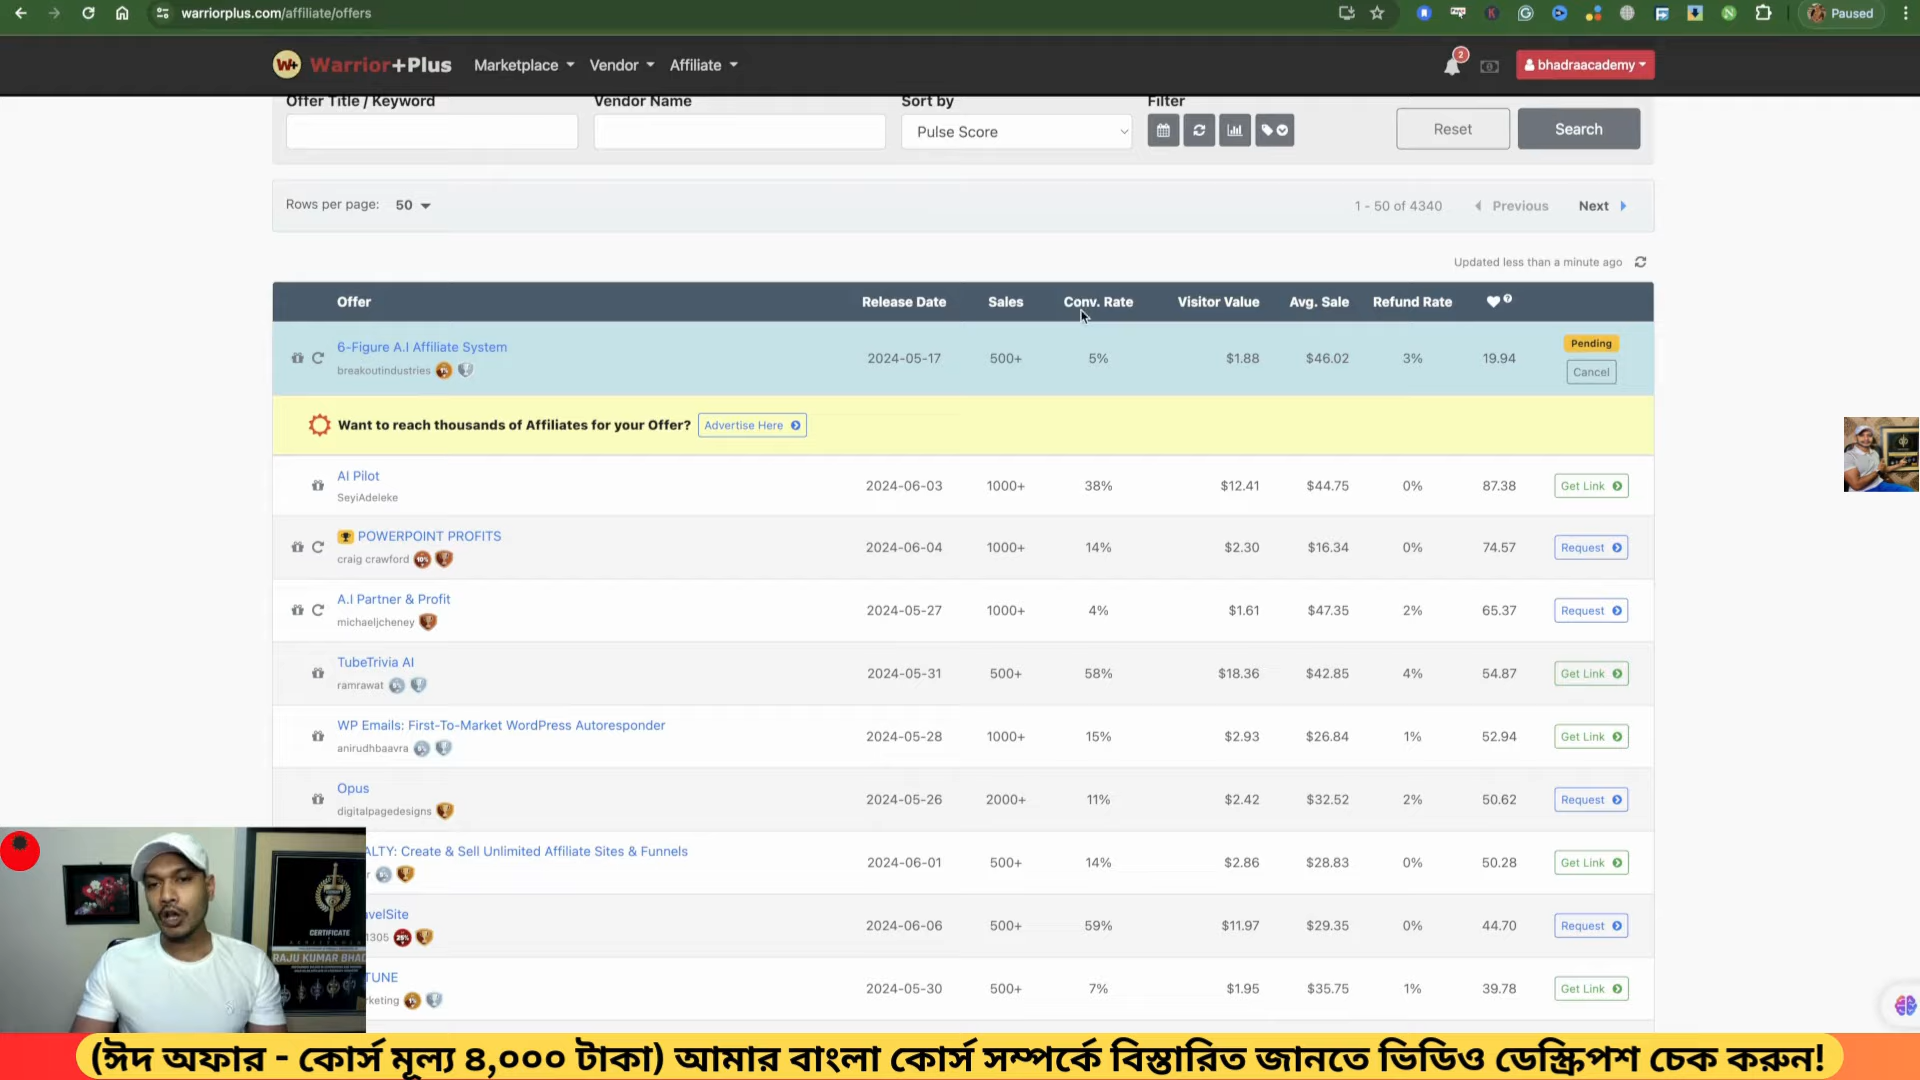 warriorplus.com/affiliate/offers
Paused
W+ Warrior+Plus Marketplace Vendor Affiliate 2 bhadraacademy
Offer Title / Keyword Vendor Name Sort by Filter
Pulse Score Reset Search
Rows per page: 50 1 - 50 of 4340 Previous Next
Updated less than a minute ago
Offer Release Date Sales Conv. Rate Visitor Value Avg. Sale Refund Rate
6-Figure A.I Affiliate System 2024-05-17 500+ 5% $1.88 $46.02 3% 19.94 Pending
breakoutindustries Cancel
Want to reach thousands of Affiliates for your Offer? Advertise Here
AI Pilot 2024-06-03 1000+ 38% $12.41 $44.75 0% 87.38 Get Link
SeyiAdeleke
POWERPOINT PROFITS 2024-06-04 1000+ 14% $2.30 $16.34 0% 74.57 Request
craig crawford 10%
A.I Partner & Profit 2024-05-27 1000+ 4% $1.61 $47.35 2% 65.37 Request
michaeljcheney
TubeTrivia AI 2024-05-31 500+ 58% $18.36 $42.85 4% 54.87 Get Link
ramrawat
WP Emails: First-To-Market WordPress Autoresponder 2024-05-28 1000+ 15% $2.93 $26.84 1% 52.94 Get Link
anirudhbaavra
Opus 2024-05-26 2000+ 11% $2.42 $32.52 2% 50.62 Request
digitalpagedesigns
ALTY: Create & Sell Unlimited Affiliate Sites & Funnels 2024-06-01 500+ 14% $2.86 $28.83 0% 50.28 Get Link
r
avelSite 2024-06-06 500+ 59% $11.97 $29.35 0% 44.70 Request
1305 25%
TUNE 2024-05-30 500+ 7% $1.95 $35.75 1% 39.78 Get Link
rketing
CERTIFICATE
RAJU KUMAR BHAD
(ঈদ অফার - কোর্স মূল্য ৪,০০০ টাকা) আমার বাংলা কোর্স সম্পর্কে বিস্তারিত জানতে ভিডিও ডেস্ক্রিপশ চেক করুন!